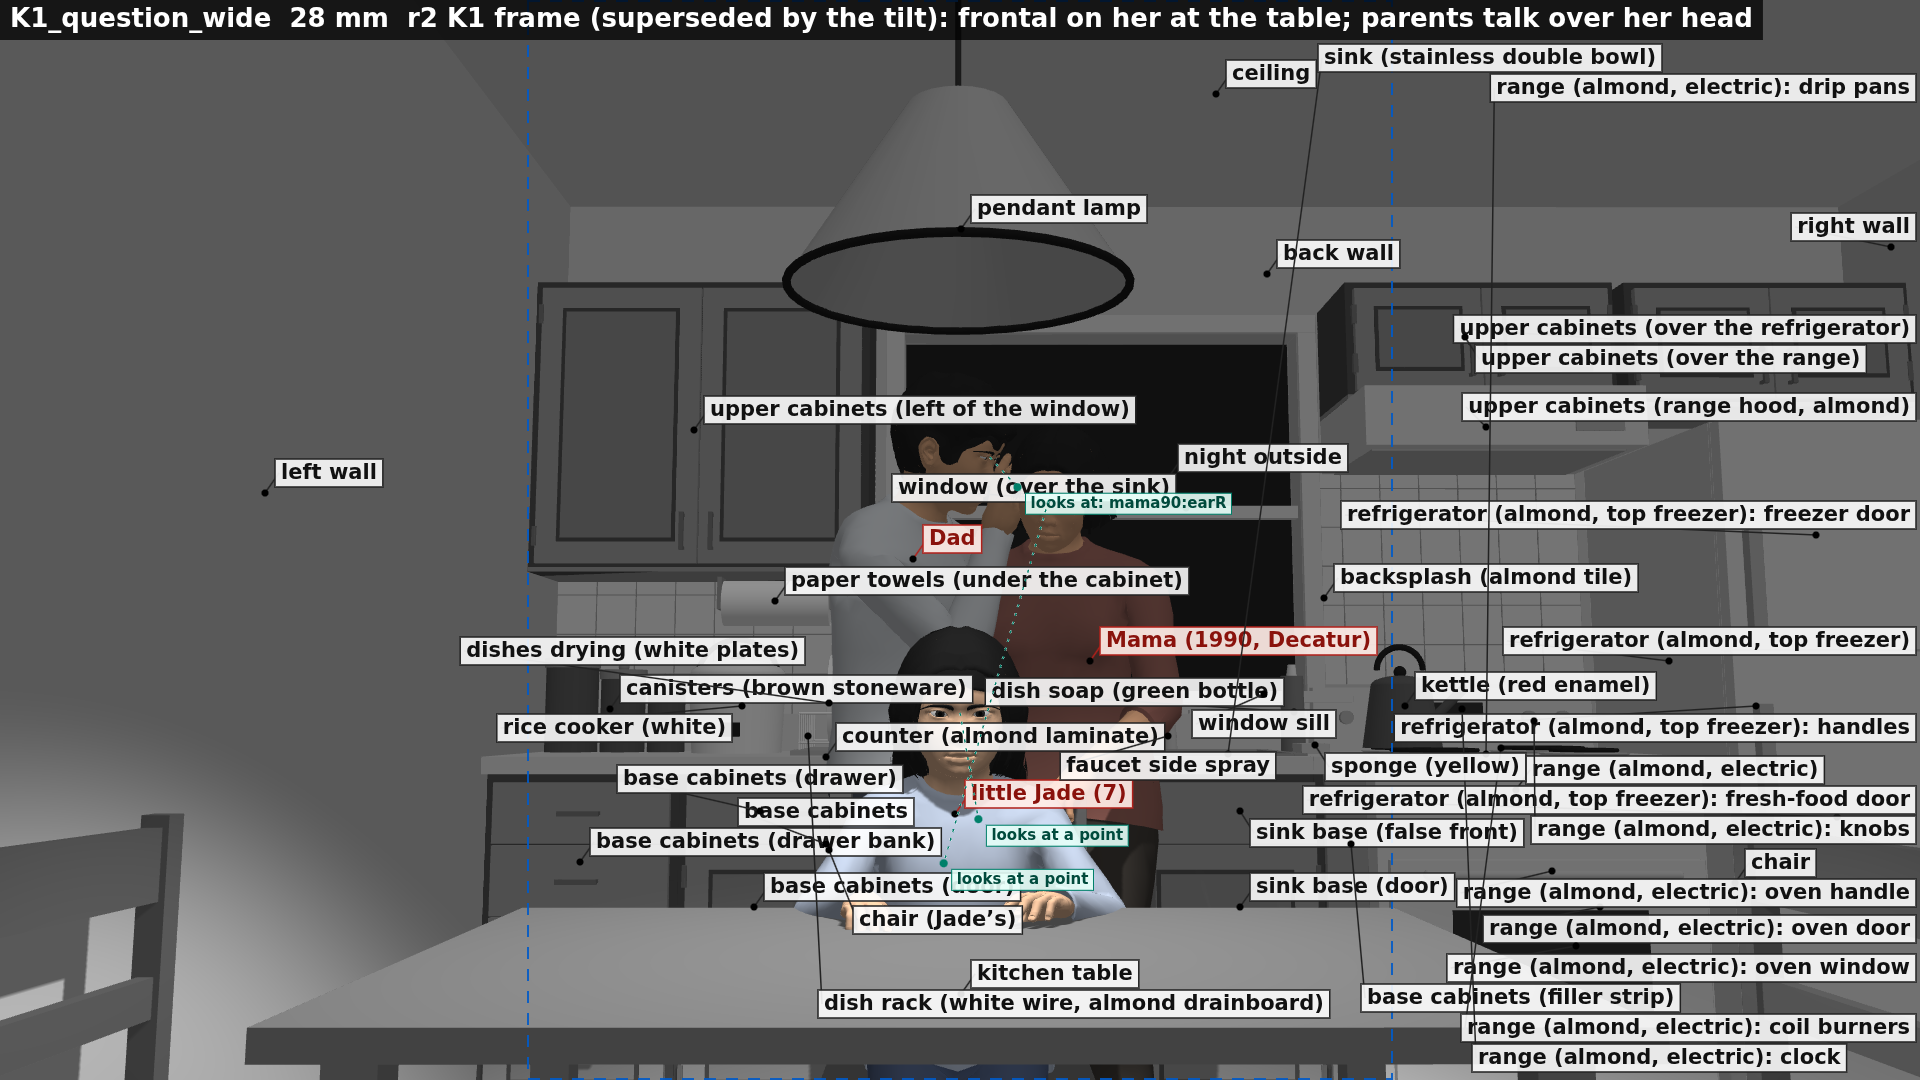 K1_question_wide  28 mm  r2 K1 frame (superseded by the tilt): frontal on her at the table; parents talk over her head
sink (stainless double bowl)
ceiling
range (almond, electric): drip pans
pendant lamp
right wall
back wall
upper cabinets (over the refrigerator)
upper cabinets (over the range)
upper cabinets (left of the window)
upper cabinets (range hood, almond)
night outside
left wall
window (over the sink)
looks at: mama90:earR
refrigerator (almond, top freezer): freezer door
Dad
paper towels (under the cabinet)
backsplash (almond tile)
Mama (1990, Decatur)
refrigerator (almond, top freezer)
dishes drying (white plates)
canisters (brown stoneware)
dish soap (green bottle)
kettle (red enamel)
rice cooker (white)
window sill
refrigerator (almond, top freezer): handles
counter (almond laminate)
faucet side spray
sponge (yellow)
range (almond, electric)
base cabinets (drawer)
little Jade (7)
refrigerator (almond, top freezer): fresh-food door
base cabinets
looks at a point
sink base (false front)
range (almond, electric): knobs
base cabinets (drawer bank)
chair
looks at a point
base cabinets (door)
sink base (door)
range (almond, electric): oven handle
chair (Jade’s)
range (almond, electric): oven door
kitchen table
range (almond, electric): oven window
dish rack (white wire, almond drainboard)
base cabinets (filler strip)
range (almond, electric): coil burners
range (almond, electric): clock